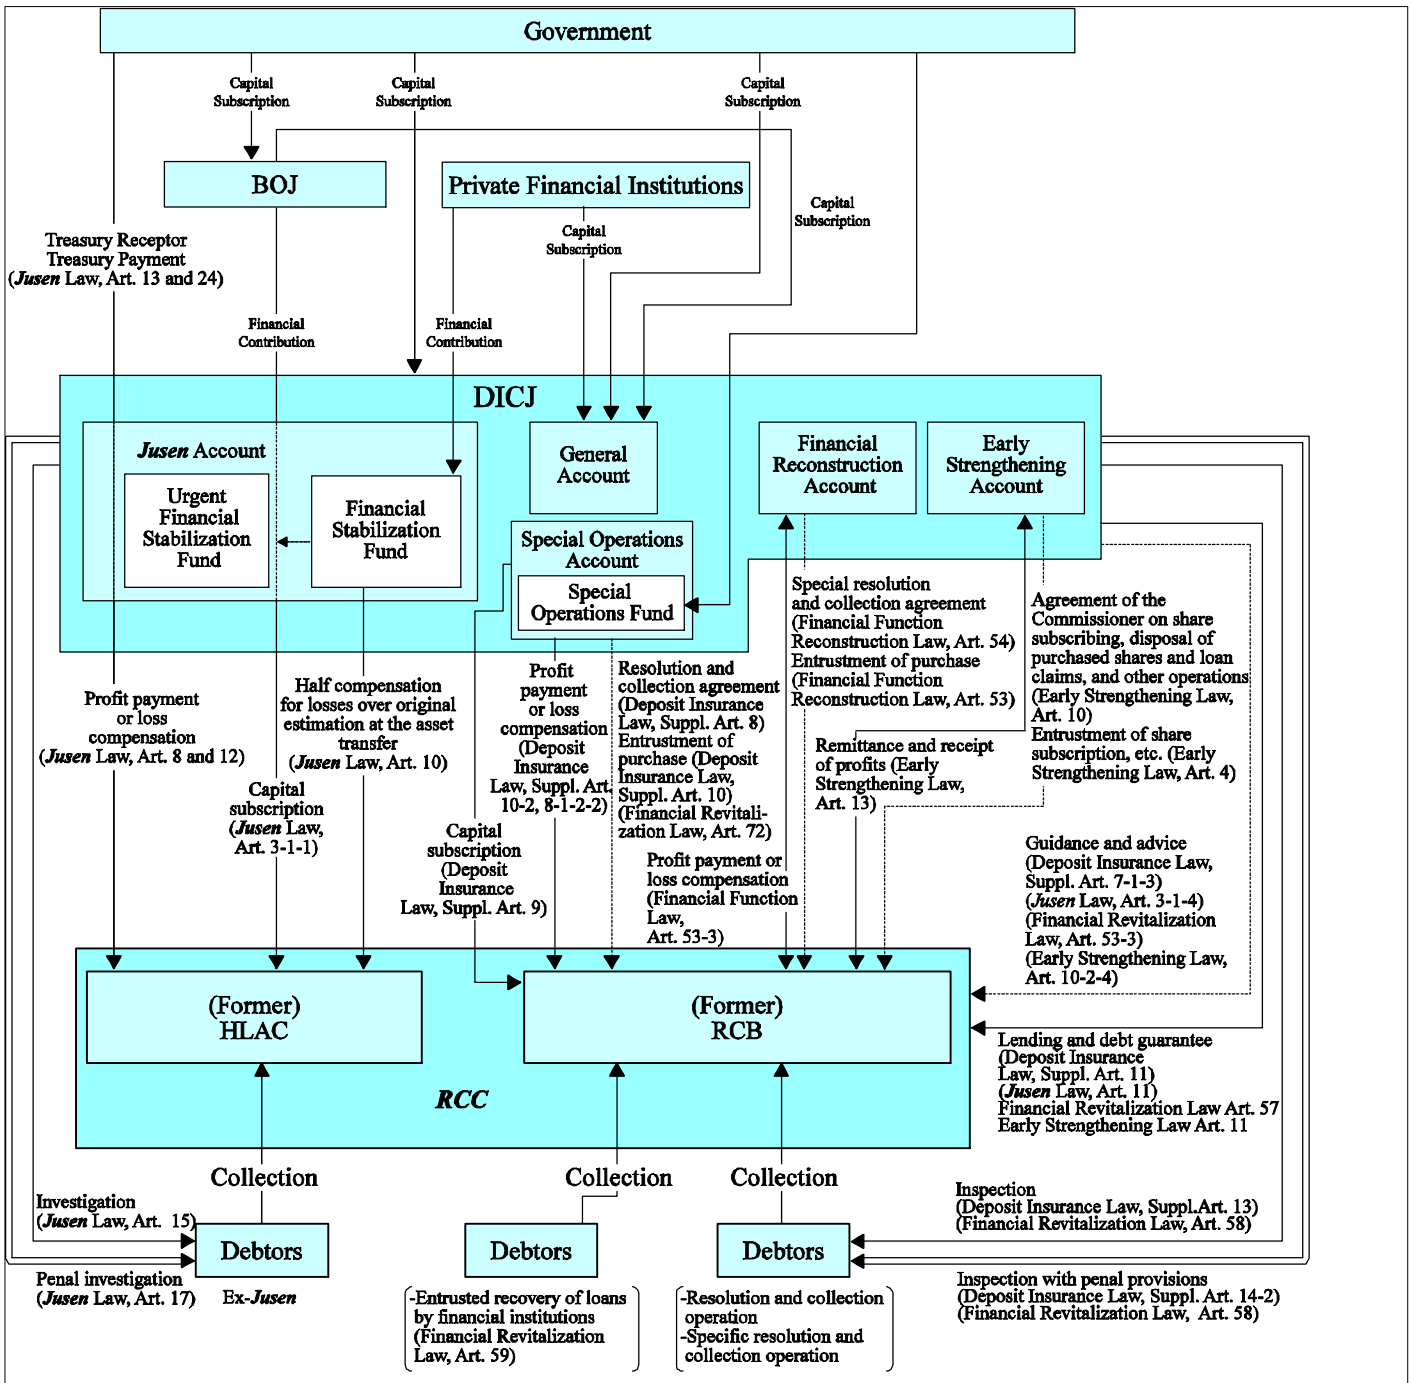 Government
Capital
Subscription
Capital
Subscription
Capital
Subscription
BOJ
Private Financial Institutions
Capital
Subscription
Capital
Subscription
Treasury Receptor
Treasury Payment
(Jusen Law, Art. 13 and 24)
Financial
Contribution
Financial
Contribution
DICJ
Jusen Account
Urgent
Financial
Stabilization
Fund
Financial
Stabilization
Fund
General
Account
Special Operations
Account
Special
Operations Fund
Financial
Reconstruction
Account
Early
Strengthening
Account
Profit payment
or loss
compensation
(Jusen Law, Art. 8 and 12)
Capital
subscription
(Jusen Law,
Art. 3-1-1)
Half compensation
for losses over original
estimation at the asset
transfer
(Jusen Law, Art. 10)
Capital
subscription
(Deposit
Insurance
Law, Suppl. Art. 9)
Profit
payment
or loss
compensation
(Deposit
Insurance
Law, Suppl. Art.
10-2, 8-1-2-2)
Resolution and
collection agreement
(Deposit Insurance
Law, Suppl. Art. 8)
Entrustment of
purchase (Deposit
Insurance Law,
Suppl. Art. 10)
(Financial Revitali-
zation Law, Art. 72)
Profit payment or
loss compensation
(Financial Function
Law,
Art. 53-3)
Special resolution
and collection agreement
(Financial Function
Reconstruction Law, Art. 54)
Entrustment of purchase
(Financial Function
Reconstruction Law, Art. 53)
Remittance and receipt
of profits (Early
Strengthening Law,
Art. 13)
Agreement of the
Commissioner on share
subscribing, disposal of
purchased shares and loan
claims, and other operations
(Early Strengthening Law,
Art. 10)
Entrustment of share
subscription, etc. (Early
Strengthening Law, Art. 4)
Guidance and advice
(Deposit Insurance Law,
Suppl. Art. 7-1-3)
(Jusen Law, Art. 3-1-4)
(Financial Revitalization
Law, Art. 53-3)
(Early Strengthening Law,
Art. 10-2-4)
(Former)
HLAC
(Former)
RCB
RCC
Lending and debt guarantee
(Deposit Insurance
Law, Suppl. Art. 11)
(Jusen Law, Art. 11)
Financial Revitalization Law Art. 57
Early Strengthening Law Art. 11
Collection
Collection
Collection
Investigation
(Jusen Law, Art. 15)
Debtors
Debtors
Debtors
Inspection
(Deposit Insurance Law, Suppl.Art. 13)
(Financial Revitalization Law, Art. 58)
Penal investigation
(Jusen Law, Art. 17)
Ex-Jusen
-Entrusted recovery of loans
by financial institutions
(Financial Revitalization
Law, Art. 59)
-Resolution and collection
operation
-Specific resolution and
collection operation
Inspection with penal provisions
(Deposit Insurance Law, Suppl. Art. 14-2)
(Financial Revitalization Law, Art. 58)